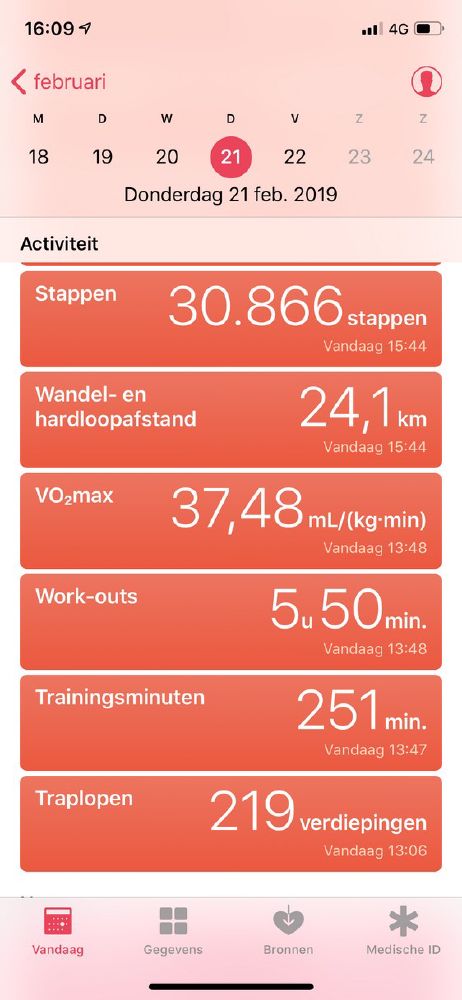 16:09
4G
februari
M D W D V Z Z
18 19 20 21 22 23 24
Donderdag 21 feb. 2019
Activiteit
Stappen
30.866 stappen
Vandaag 15:44
Wandel- en
hardloopafstand
24,1 km
Vandaag 15:44
VO₂max
37,48 mL/(kg·min)
Vandaag 13:48
Work-outs
5u 50min.
Vandaag 13:48
Trainingsminuten
251 min.
Vandaag 13:47
Traplopen
219 verdiepingen
Vandaag 13:06
Vandaag Gegevens Bronnen Medische ID